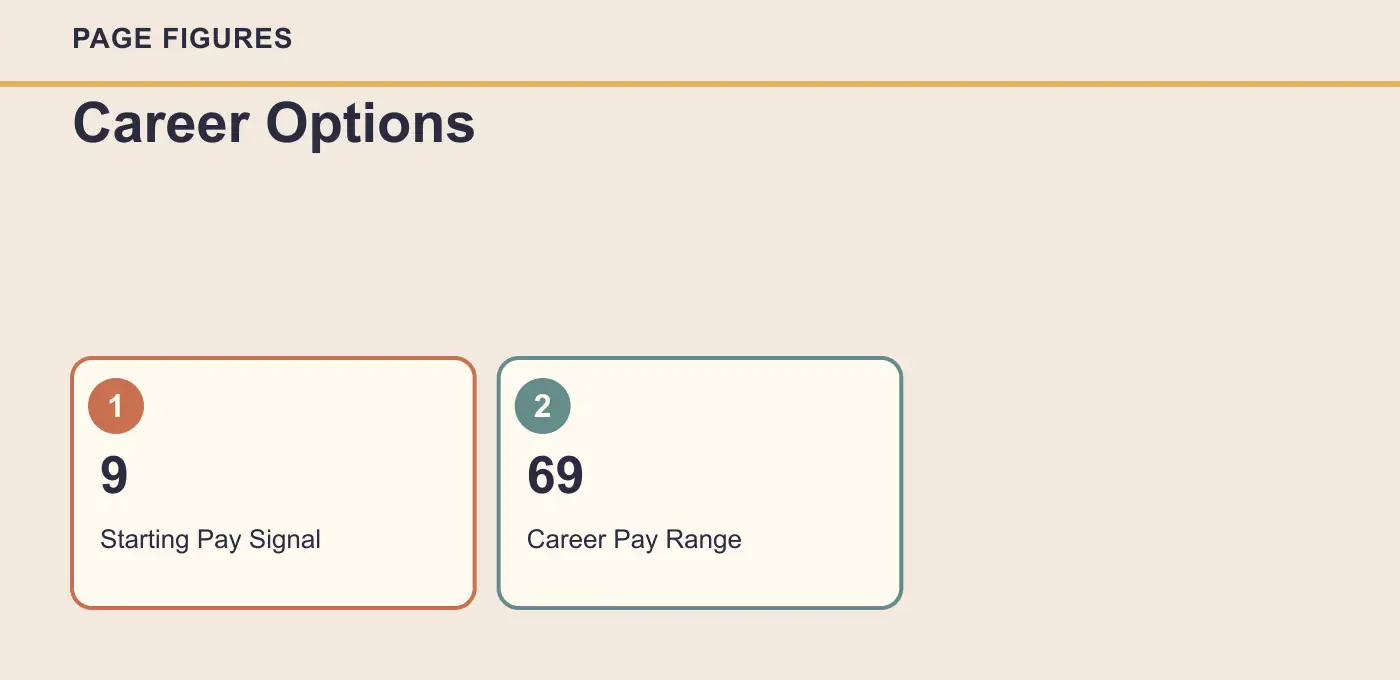 PAGE FIGURES
Career Options
1
9
Starting Pay Signal
2
69
Career Pay Range